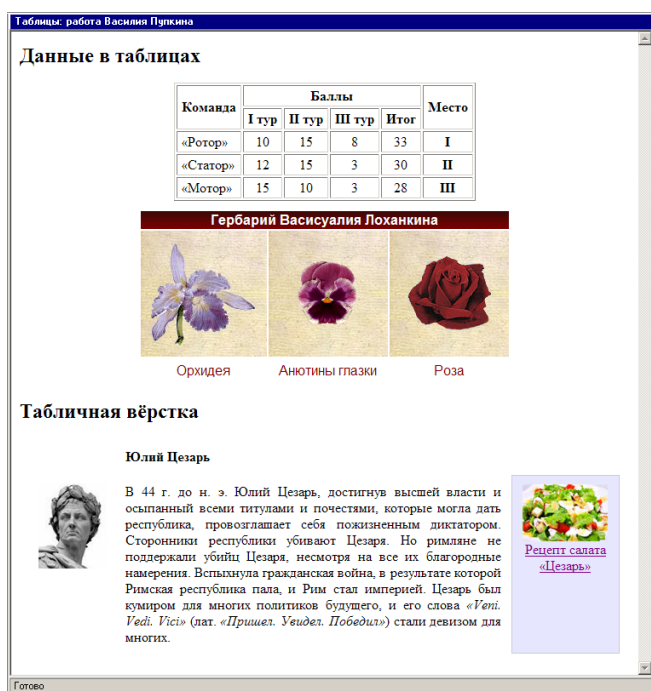 Таблицы: работа Василия Пупкина
Данные в таблицах
Команда Баллы Место
I тур II тур III тур Итог
«Ротор» 10 15 8 33 I
«Статор» 12 15 3 30 II
«Мотор» 15 10 3 28 III
Гербарий Васисуалия Лоханкина
Орхидея Анютины глазки Роза
Табличная вёрстка
Юлий Цезарь
В 44 г. до н. э. Юлий Цезарь, достигнув высшей власти и
осыпанный всеми титулами и почестями, которые могла дать
республика, провозглашает себя пожизненным диктатором.
Сторонники республики убивают Цезаря. Но римляне не
поддержали убийц Цезаря, несмотря на все их благородные
намерения. Вспыхнула гражданская война, в результате которой
Римская республика пала, и Рим стал империей. Цезарь был
кумиром для многих политиков будущего, и его слова «Veni.
Vedi. Vici» (лат. «Пришел. Увидел. Победил») стали девизом для
многих.
Рецепт салата
«Цезарь»
Готово